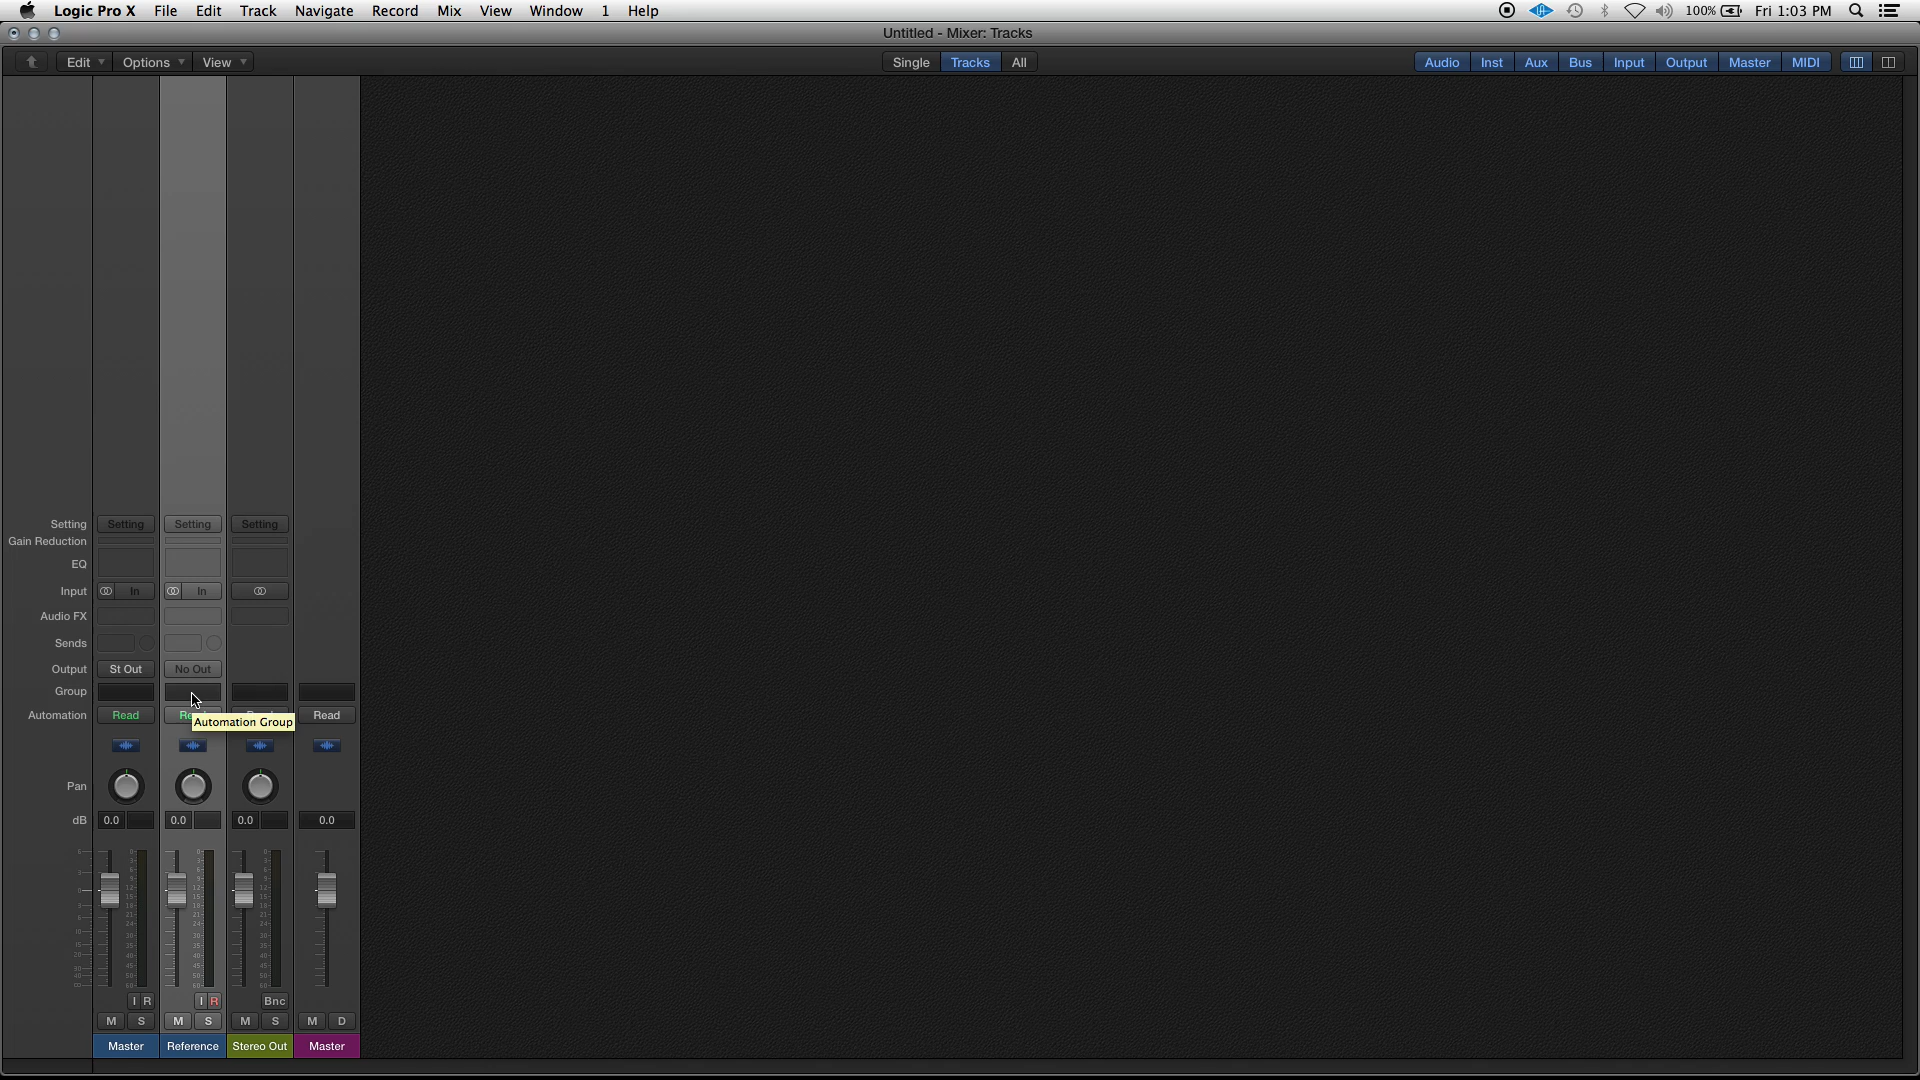 Logic Pro X File Edit Track Navigate Record Mix View Window 1 Help 100% Fri 1:03 PM
Untitled - Mixer: Tracks
Edit Options View Single Tracks All Audio Inst Aux Bus Input Output Master MIDI
Setting Setting Setting Setting
Gain Reduction
EQ
Input In In
Audio FX
Sends
Output St Out No Out
Group
Automation Read Read
Automation Group
Pan
dB 0.0 0.0 0.0 0.0
I R I R Bnc
M S M S M S M D
Master Reference Stereo Out Master